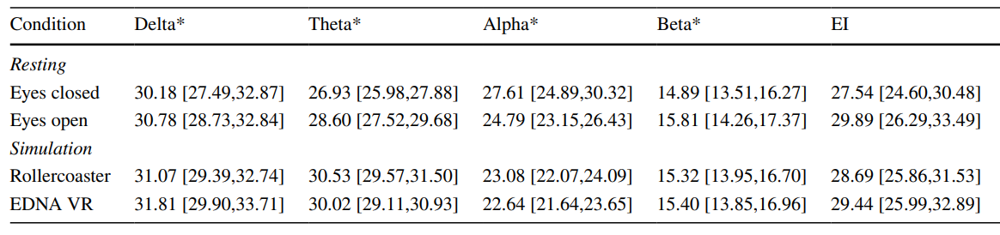 Condition Delta* Theta* Alpha* Beta* EI
Resting
Eyes closed 30.18 [27.49,32.87] 26.93 [25.98,27.88] 27.61 [24.89,30.32] 14.89 [13.51,16.27] 27.54 [24.60,30.48]
Eyes open 30.78 [28.73,32.84] 28.60 [27.52,29.68] 24.79 [23.15,26.43] 15.81 [14.26,17.37] 29.89 [26.29,33.49]
Simulation
Rollercoaster 31.07 [29.39,32.74] 30.53 [29.57,31.50] 23.08 [22.07,24.09] 15.32 [13.95,16.70] 28.69 [25.86,31.53]
EDNA VR 31.81 [29.90,33.71] 30.02 [29.11,30.93] 22.64 [21.64,23.65] 15.40 [13.85,16.96] 29.44 [25.99,32.89]